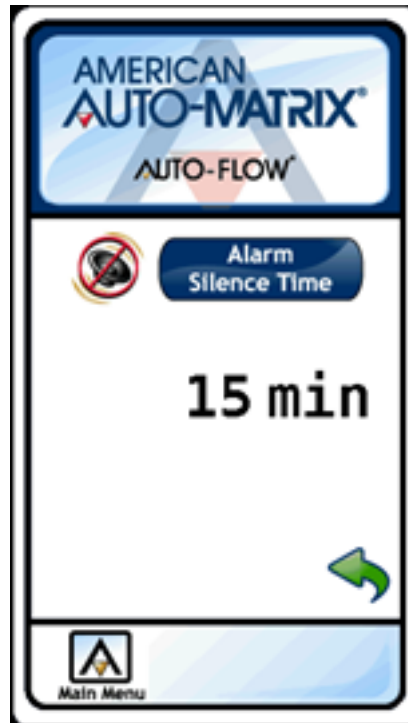 AMERICAN
AUTO-MATRIX®
AUTO-FLOW
Alarm
Silence Time
15 min
Main Menu